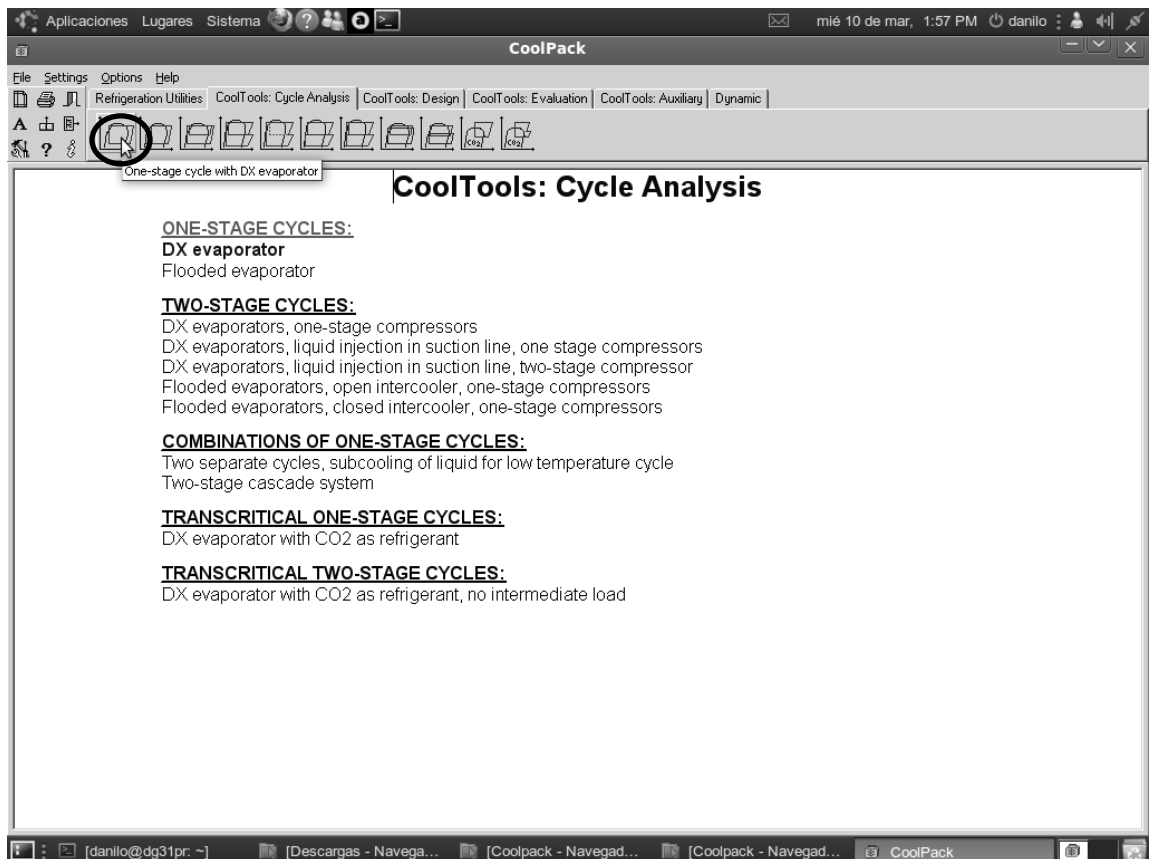 Aplicaciones Lugares Sistema mié 10 de mar, 1:57 PM danilo
CoolPack
File Settings Options Help
Refrigeration Utilities CoolTools: Cycle Analysis CoolTools: Design CoolTools: Evaluation CoolTools: Auxiliary Dynamic
CO2 CO2
One-stage cycle with DX evaporator
CoolTools: Cycle Analysis
ONE-STAGE CYCLES:
DX evaporator
Flooded evaporator
TWO-STAGE CYCLES:
DX evaporators, one-stage compressors
DX evaporators, liquid injection in suction line, one stage compressors
DX evaporators, liquid injection in suction line, two-stage compressor
Flooded evaporators, open intercooler, one-stage compressors
Flooded evaporators, closed intercooler, one-stage compressors
COMBINATIONS OF ONE-STAGE CYCLES:
Two separate cycles, subcooling of liquid for low temperature cycle
Two-stage cascade system
TRANSCRITICAL ONE-STAGE CYCLES:
DX evaporator with CO2 as refrigerant
TRANSCRITICAL TWO-STAGE CYCLES:
DX evaporator with CO2 as refrigerant, no intermediate load
[danilo@dg31pr: ~] [Descargas - Navega... [Coolpack - Navegad... [Coolpack - Navegad... CoolPack